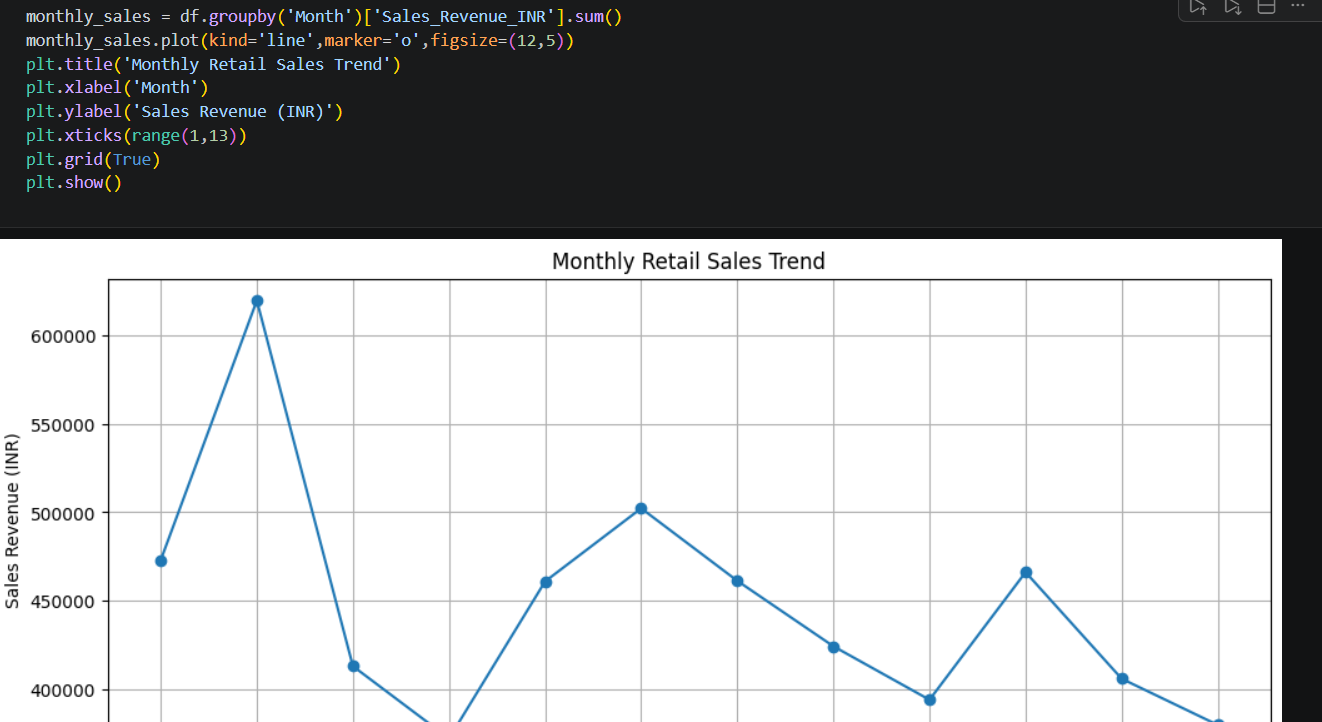 monthly_sales = df.groupby('Month')['Sales_Revenue_INR'].sum()
monthly_sales.plot(kind='line',marker='o',figsize=(12,5))
plt.title('Monthly Retail Sales Trend')
plt.xlabel('Month')
plt.ylabel('Sales Revenue (INR)')
plt.xticks(range(1,13))
plt.grid(True)
plt.show()
Monthly Retail Sales Trend
600000
550000
500000
450000
400000
Sales Revenue (INR)